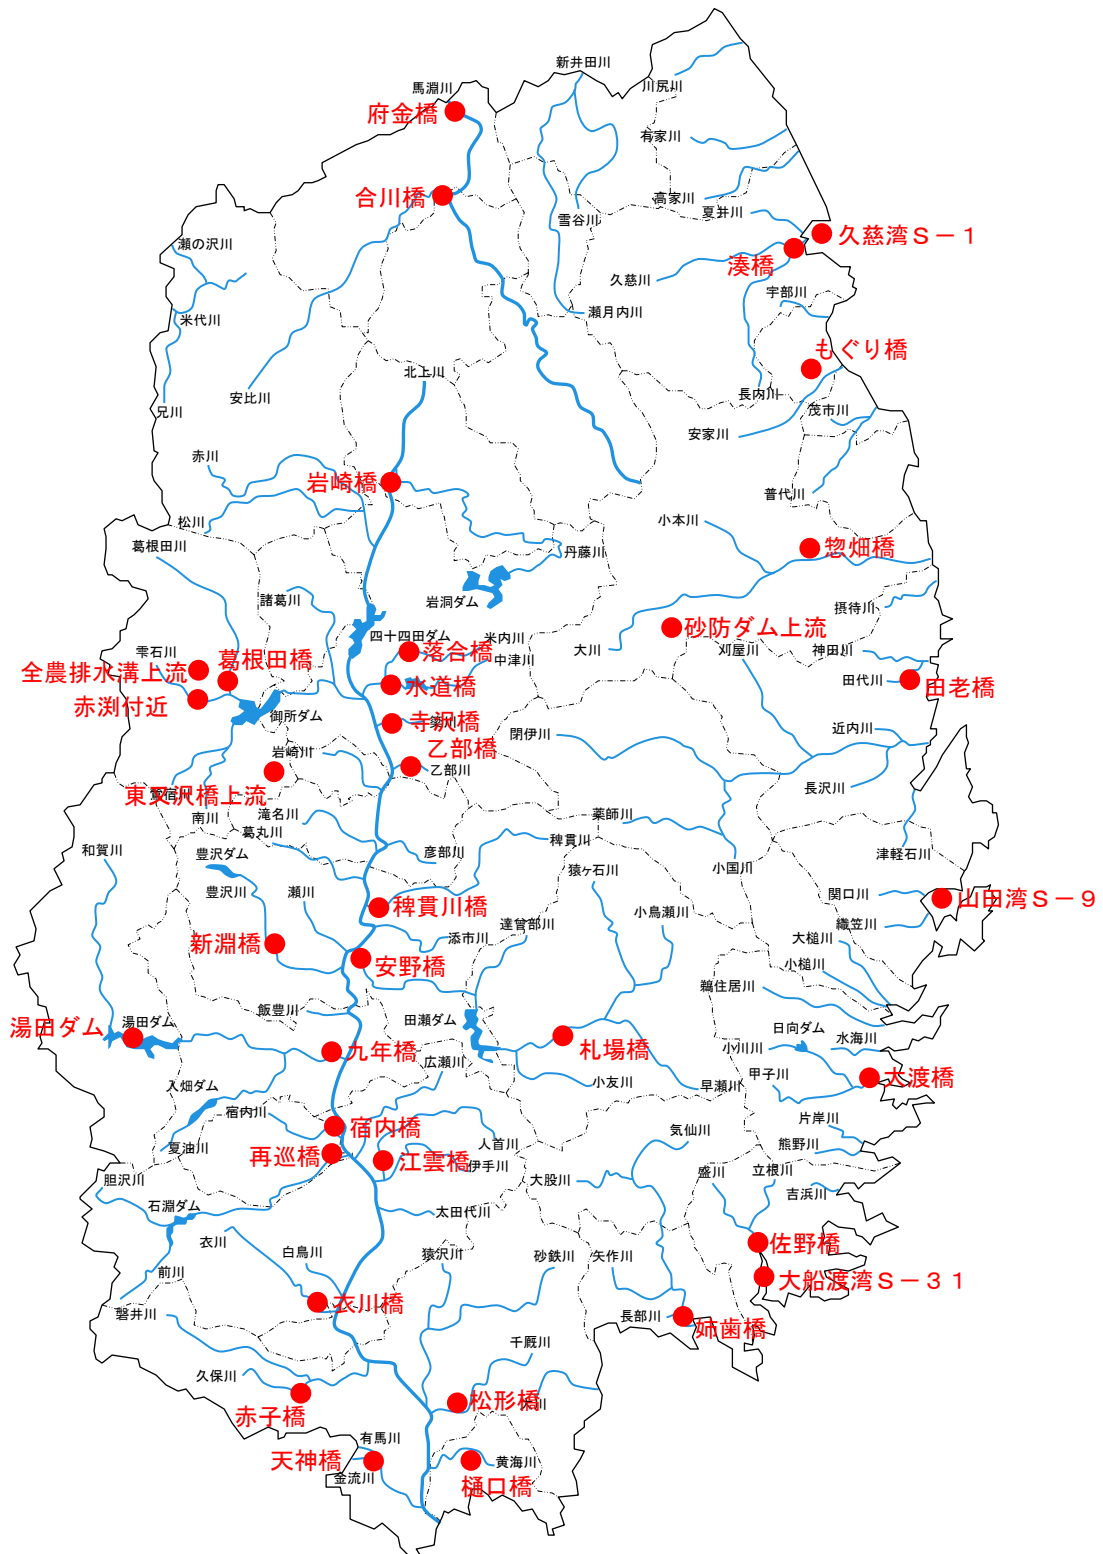 新井田川
馬淵川
川尻川
府金橋
有家川
合川橋
高家川
夏井川
雪谷川
久慈湾Ｓ－１
瀬の沢川
湊橋
久慈川
宇部川
瀬月内川
米代川
もぐり橋
北上川
安比川
長内川
兄川
茂市川
安家川
赤川
岩崎橋
普代川
松川
小本川
葛根田川
惣畑橋
丹藤川
諸葛川
岩洞ダム
摂待川
砂防ダム上流
四十四田ダム
米内川
落合橋
大川
刈屋川
神田川
雫石川
葛根田橋
中津川
全農排水溝上流
水道橋
田代川
田老橋
赤渕付近
御所ダム
寺沢橋
簗川
閉伊川
近内川
岩崎川
乙部橋
乙部川
東又沢橋上流
長沢川
南川
滝名川
薬師川
葛丸川
稗貫川
和賀川
豊沢ダム
彦部川
津軽石川
猿ヶ石川
小国川
豊沢川
瀬川
関口川
山田湾Ｓ－９
稗貫川橋
小烏瀬川
達曾部川
織笠川
新淵橋
添市川
大槌川
安野橋
小槌川
鵜住居川
飯豊川
湯田ダム
湯田ダム
田瀬ダム
日向ダム
水海川
九年橋
札場橋
小川川
広瀬川
甲子川
大渡橋
入畑ダム
小友川
早瀬川
宿内川
宿内橋
片岸川
気仙川
夏油川
再巡橋
江雲橋
人首川
伊手川
熊野川
胆沢川
大股川
盛川
立根川
吉浜川
石淵ダム
太田代川
衣川
佐野橋
白鳥川
猿沢川
砂鉄川
矢作川
前川
大船渡湾Ｓ－３１
衣川橋
磐井川
長部川
姉歯橋
千厩川
久保川
赤子橋
松形橋
有馬川
天神橋
金流川
黄海川
樋口橋